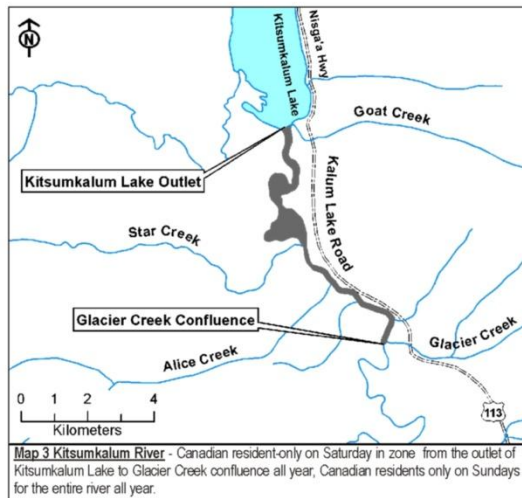 N
Kitsumkalum Lake
Nisga'a Hwy
Goat Creek
Kitsumkalum Lake Outlet
Kalum Lake Road
Star Creek
Glacier Creek Confluence
Glacier Creek
Alice Creek
0 2 4
Kilometers
113
Map 3 Kitsumkalum River - Canadian resident-only on Saturday in zone from the outlet of
Kitsumkalum Lake to Glacier Creek confluence all year, Canadian residents only on Sundays
for the entire river all year.